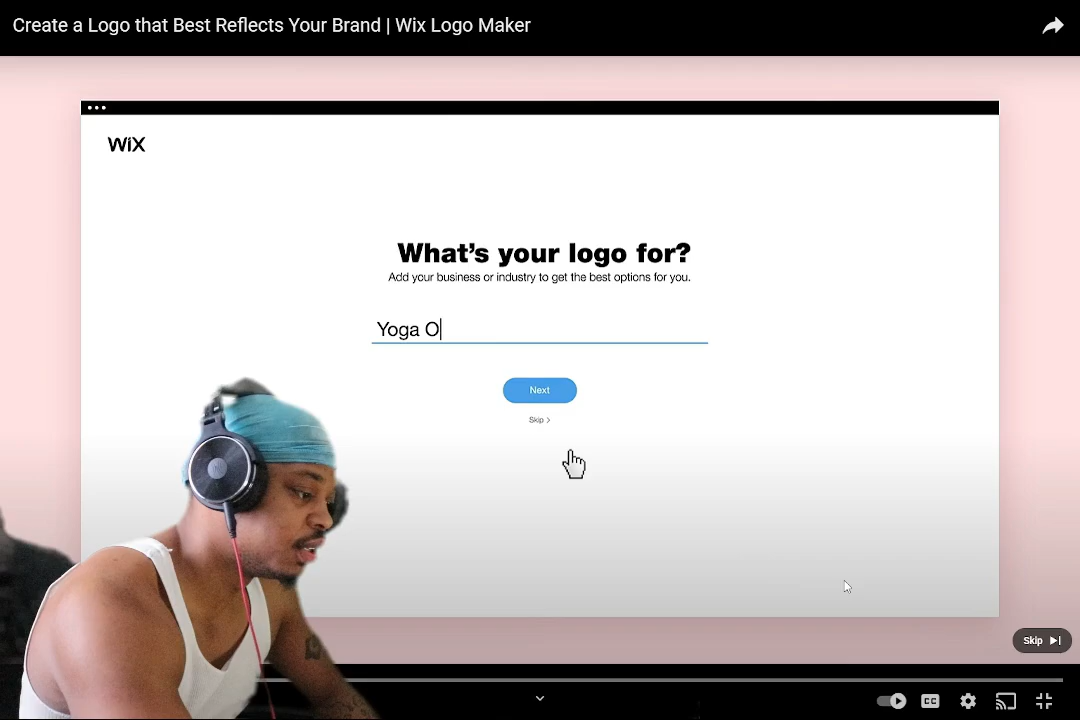 Create a Logo that Best Reflects Your Brand | Wix Logo Maker
WiX
What's your logo for?
Add your business or industry to get the best options for you.
Yoga O
Next
Skip >
Skip
CC